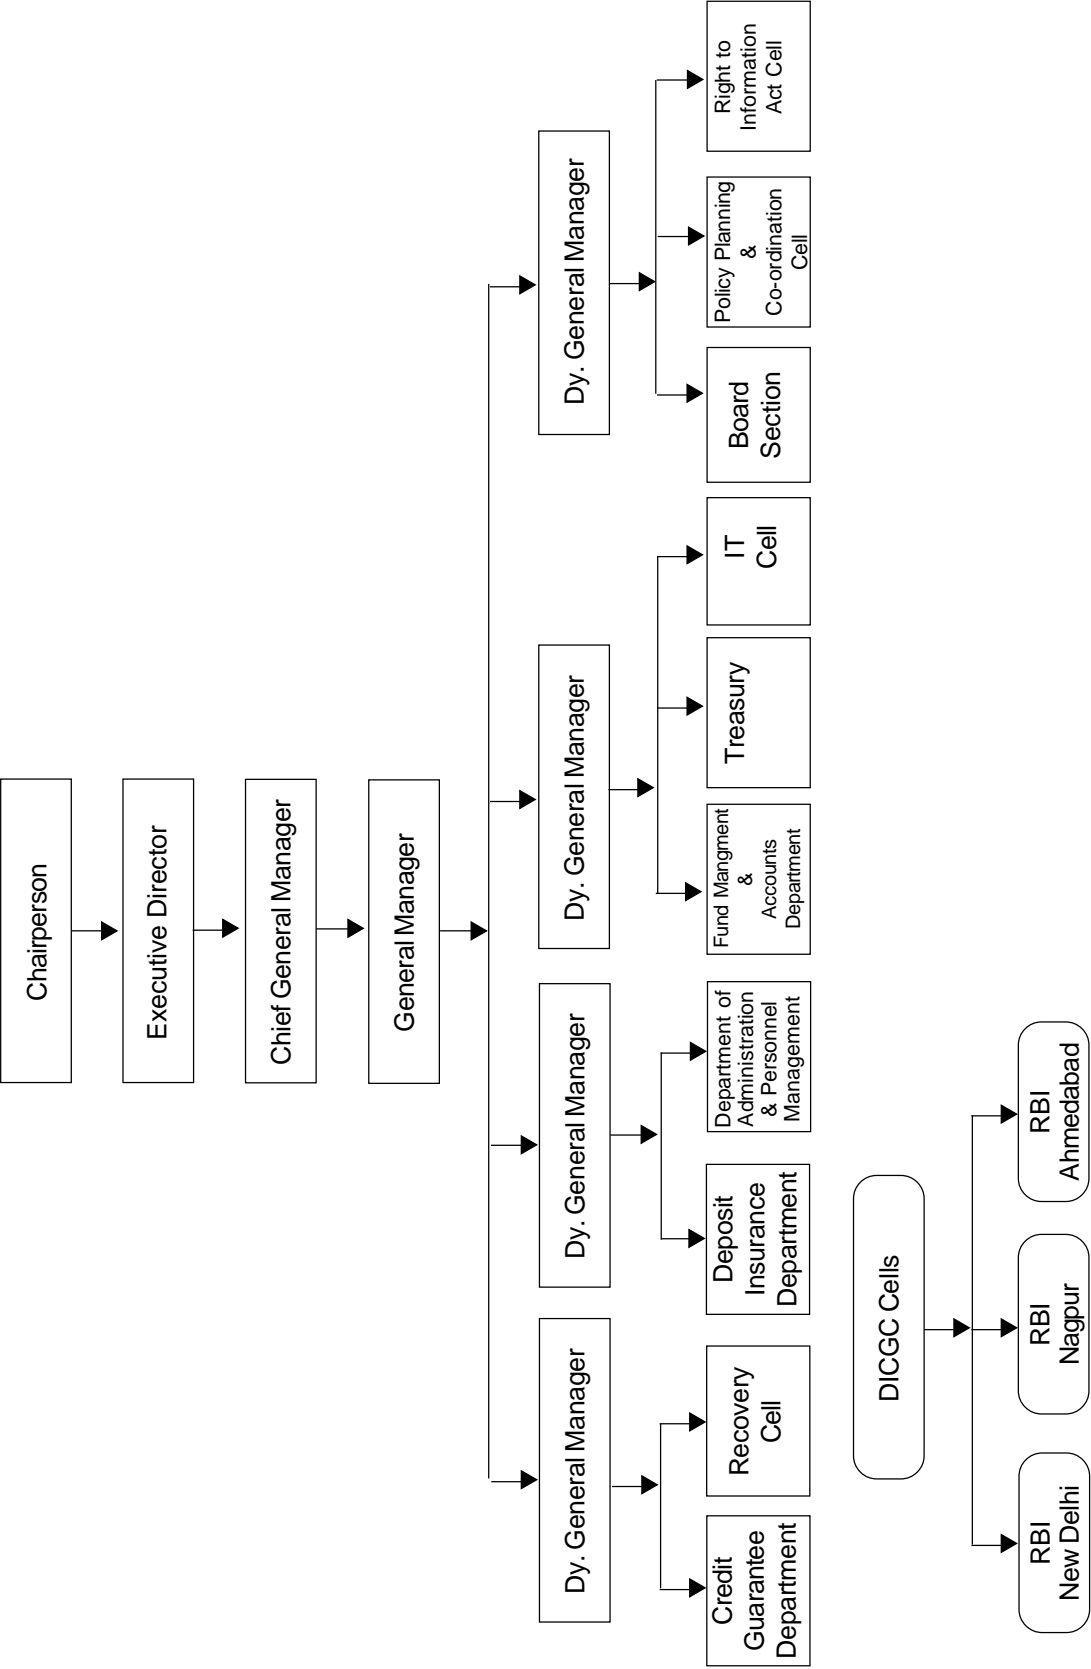 Chairperson
Executive Director
Chief General Manager
General Manager
Dy. General Manager
Dy. General Manager
Dy. General Manager
Dy. General Manager
Credit
Guarantee
Department
Recovery
Cell
Deposit
Insurance
Department
Department of
Administration
& Personnel
Management
Fund Mangment
&
Accounts
Department
Treasury
IT
Cell
Board
Section
Policy Planning
&
Co-ordination
Cell
Right to
Information
Act Cell
DICGC Cells
RBI
New Delhi
RBI
Nagpur
RBI
Ahmedabad